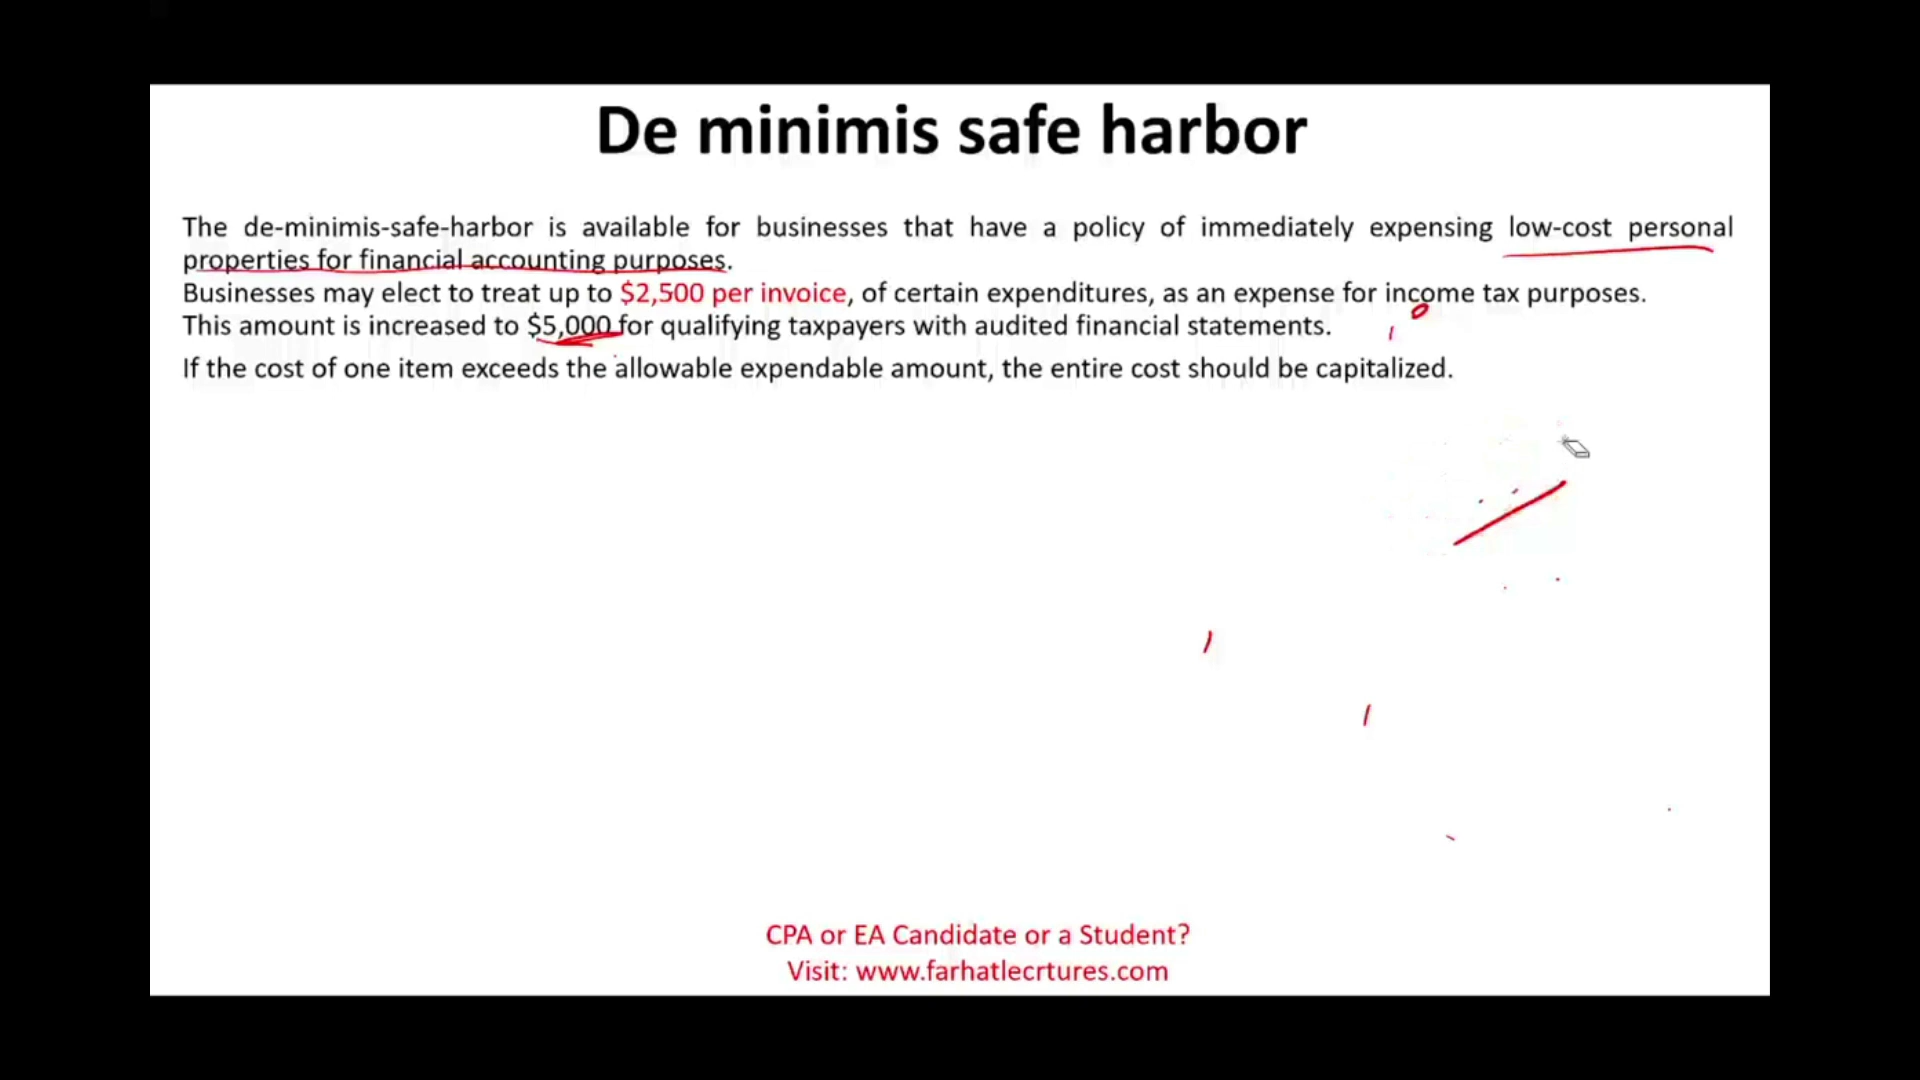 De minimis safe harbor
The de-minimis-safe-harbor is available for businesses that have a policy of immediately expensing low-cost personal
properties for financial accounting purposes.
Businesses may elect to treat up to $2,500 per invoice, of certain expenditures, as an expense for income tax purposes.
This amount is increased to $5,000 for qualifying taxpayers with audited financial statements.
If the cost of one item exceeds the allowable expendable amount, the entire cost should be capitalized.
CPA or EA Candidate or a Student?
Visit: www.farhatlecrtures.com